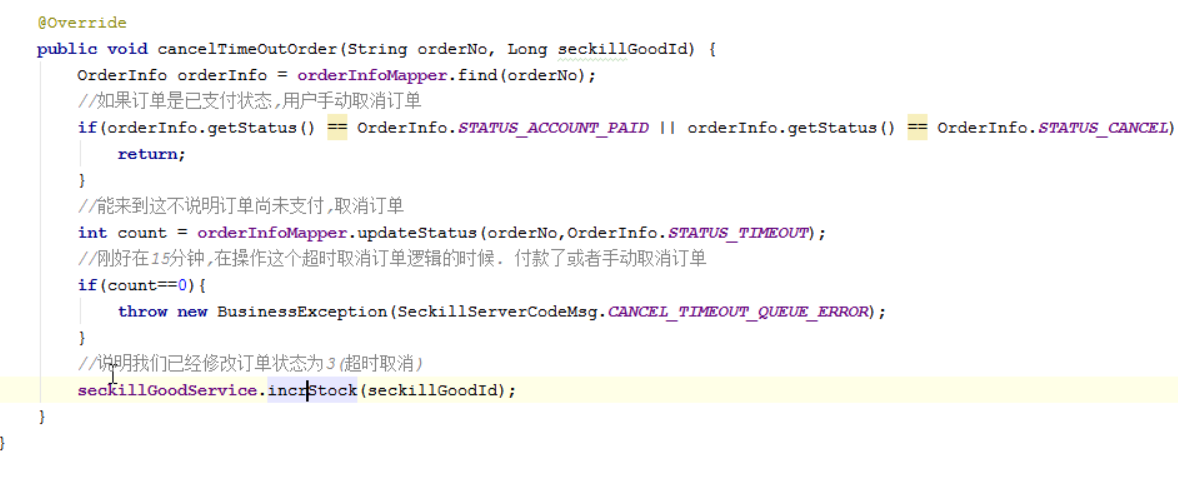 @Override
public void cancelTimeOutOrder(String orderNo, Long seckillGoodId) {
OrderInfo orderInfo = orderInfoMapper.find(orderNo);
//如果订单是已支付状态,用户手动取消订单
if(orderInfo.getStatus() == OrderInfo.STATUS_ACCOUNT_PAID || orderInfo.getStatus() == OrderInfo.STATUS_CANCEL)
return;
}
//能来到这不说明订单尚未支付,取消订单
int count = orderInfoMapper.updateStatus(orderNo,OrderInfo.STATUS_TIMEOUT);
//刚好在15分钟,在操作这个超时取消订单逻辑的时候. 付款了或者手动取消订单
if(count==0){
throw new BusinessException(SeckillServerCodeMsg.CANCEL_TIMEOUT_QUEUE_ERROR);
}
//说明我们已经修改订单状态为3(超时取消)
seckillGoodService.incrStock(seckillGoodId);
}
}